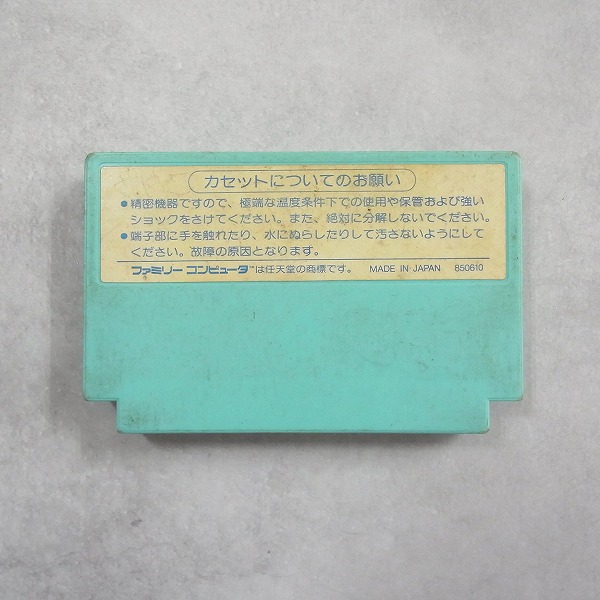 カセットについてのお願い
●精密機器ですので、極端な温度条件下での使用や保管および強い
ショックをさけてください。また、絶対に分解しないでください。
●端子部に手を触れたり、水にぬらしたりして汚さないようにして
ください。故障の原因となります。
ファミリーコンピュータ™は任天堂の商標です。 MADE IN JAPAN 850610